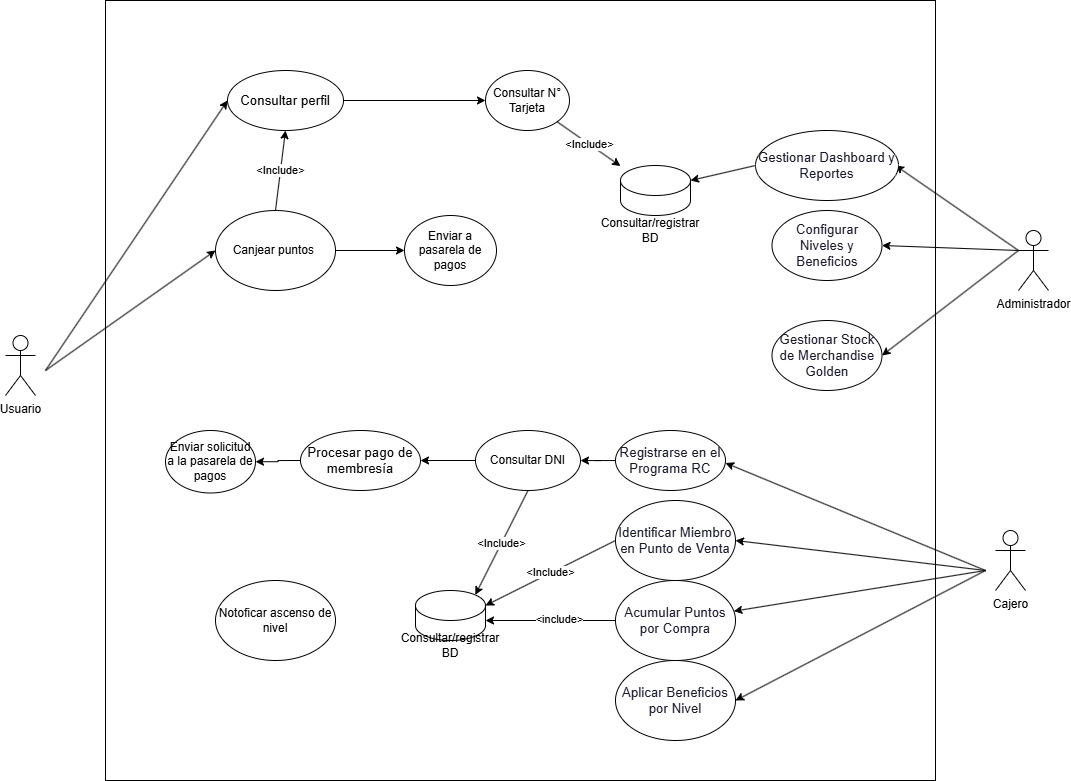 Consultar perfil
Consultar N°
Tarjeta
<Include>
<Include>
Gestionar Dashboard y
Reportes
Consultar/registrar
BD
Canjear puntos
Enviar a
pasarela de
pagos
Configurar
Niveles y
Beneficios
Administrador
Gestionar Stock
de Merchandise
Golden
Usuario
Enviar solicitud
a la pasarela de
pagos
Procesar pago de
membresía
Consultar DNI
Registrarse en el
Programa RC
<Include>
Identificar Miembro
en Punto de Venta
<Include>
Cajero
Notoficar ascenso de
nivel
Consultar/registrar
BD
<include>
Acumular Puntos
por Compra
Aplicar Beneficios
por Nivel